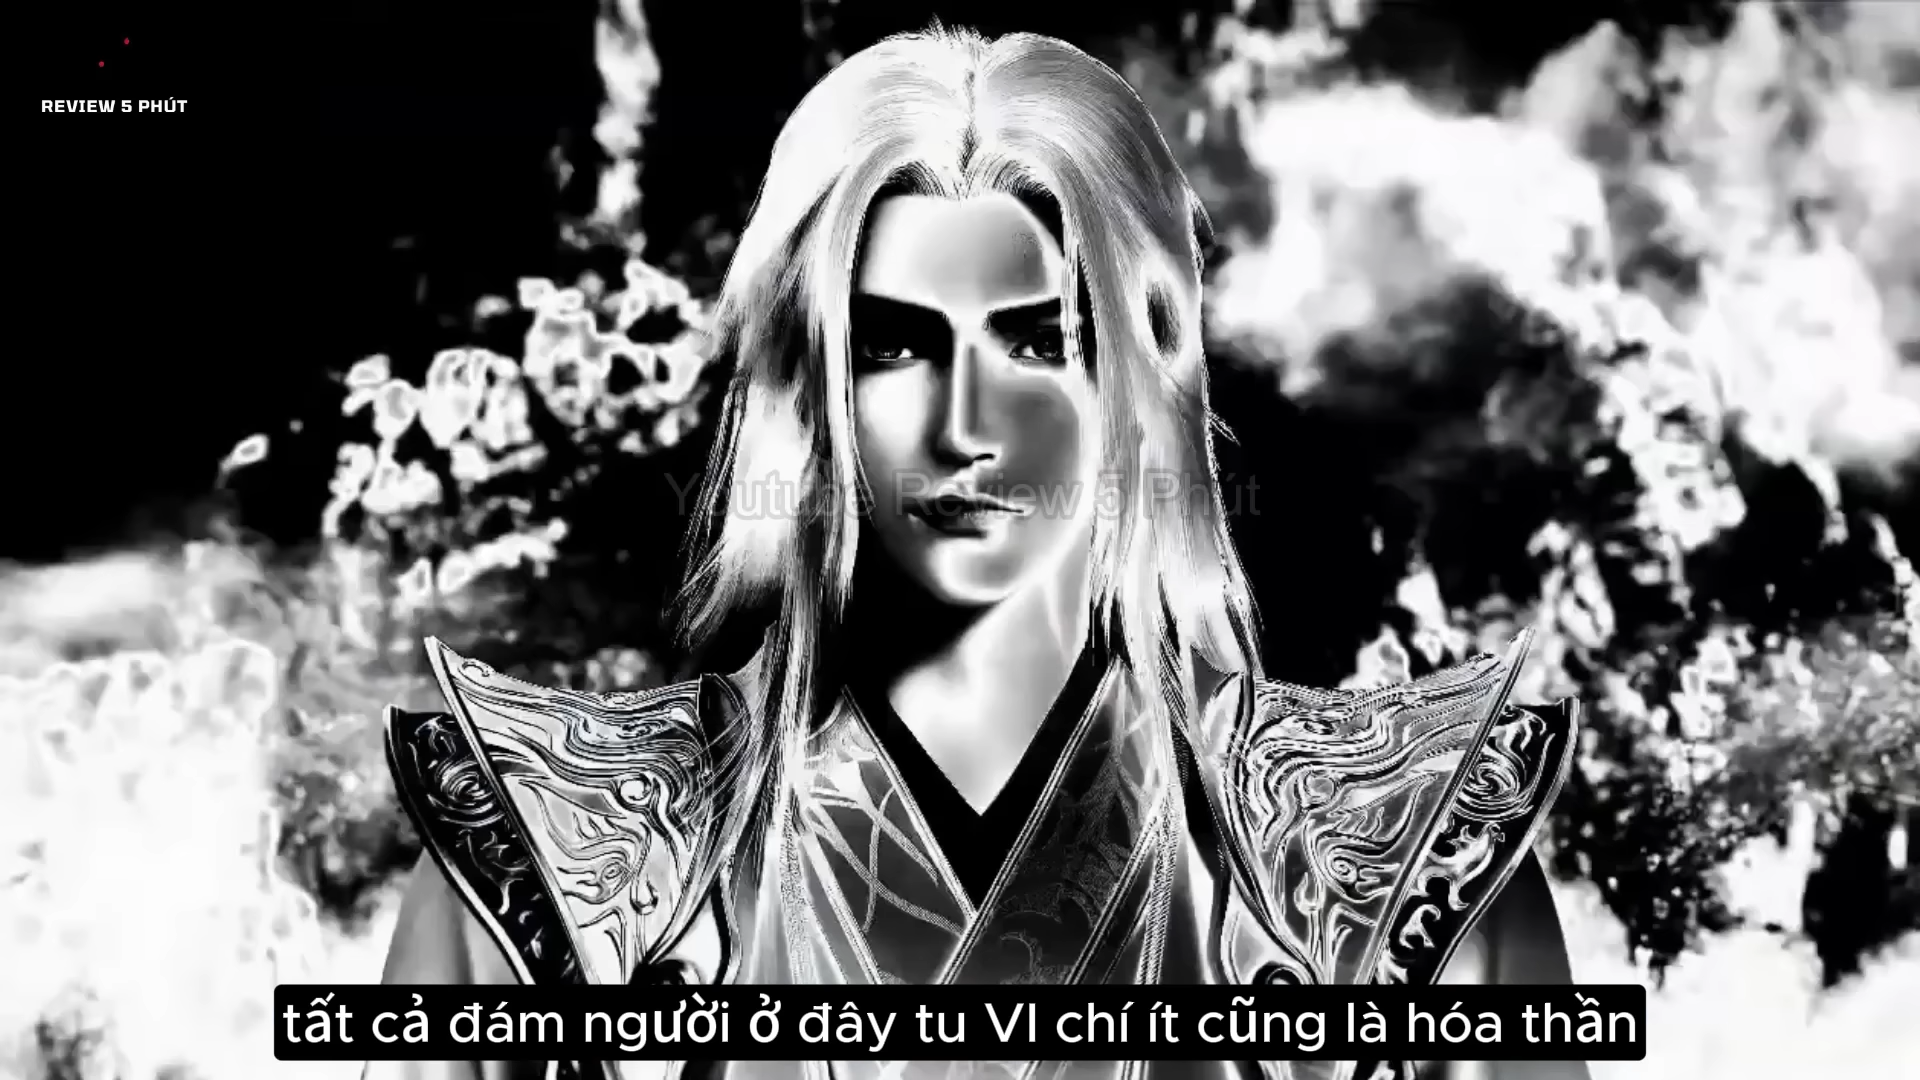 REVIEW 5 PHÚT
Youtube Review 5 Phút
tất cả đám người ở đây tu VI chí ít cũng là hóa thần